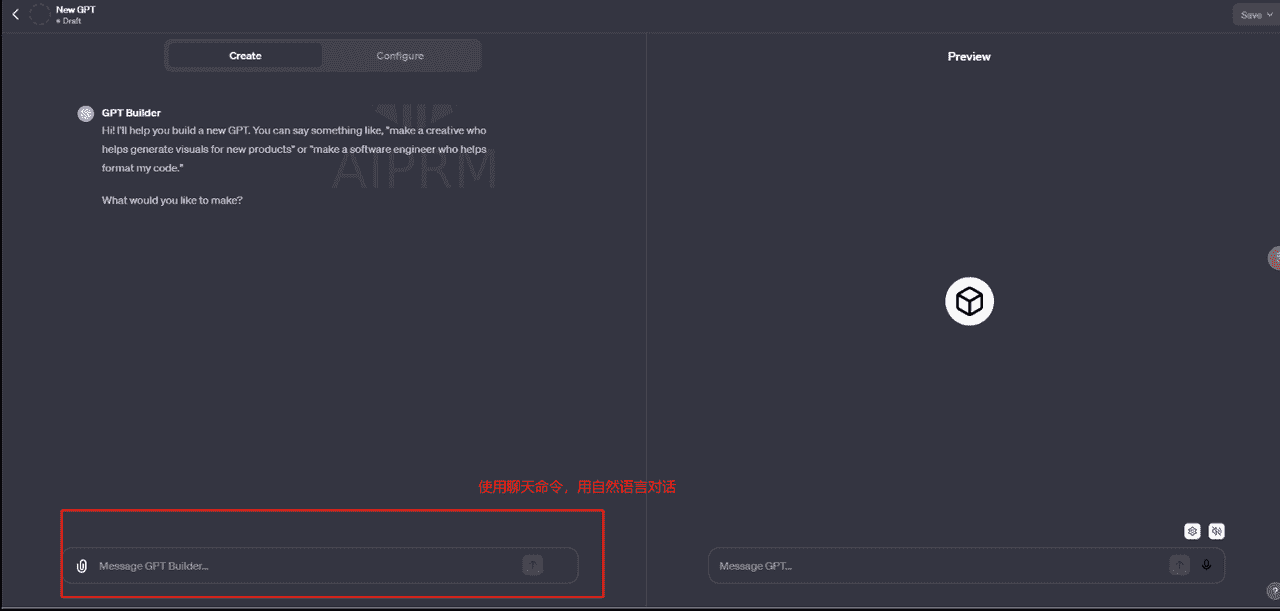 New GPT
Draft
Save
Create
Configure
Preview
GPT Builder
Hi! I'll help you build a new GPT. You can say something like, "make a creative who
helps generate visuals for new products" or "make a software engineer who helps
format my code."
What would you like to make?
AIPRM
使用聊天命令，用自然语言对话
Message GPT Builder...
Message GPT...
?